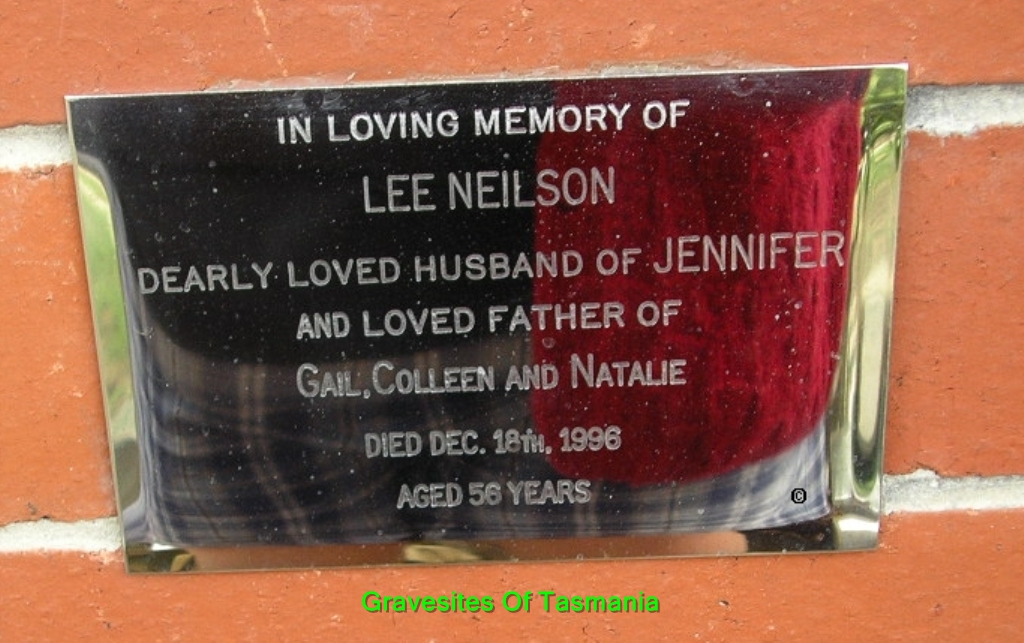 IN LOVING MEMORY OF
LEE NEILSON
DEARLY LOVED HUSBAND OF JENNIFER
AND LOVED FATHER OF
GAIL, COLLEEN AND NATALIE
DIED DEC. 18TH, 1996
AGED 56 YEARS
©
Gravesites Of Tasmania